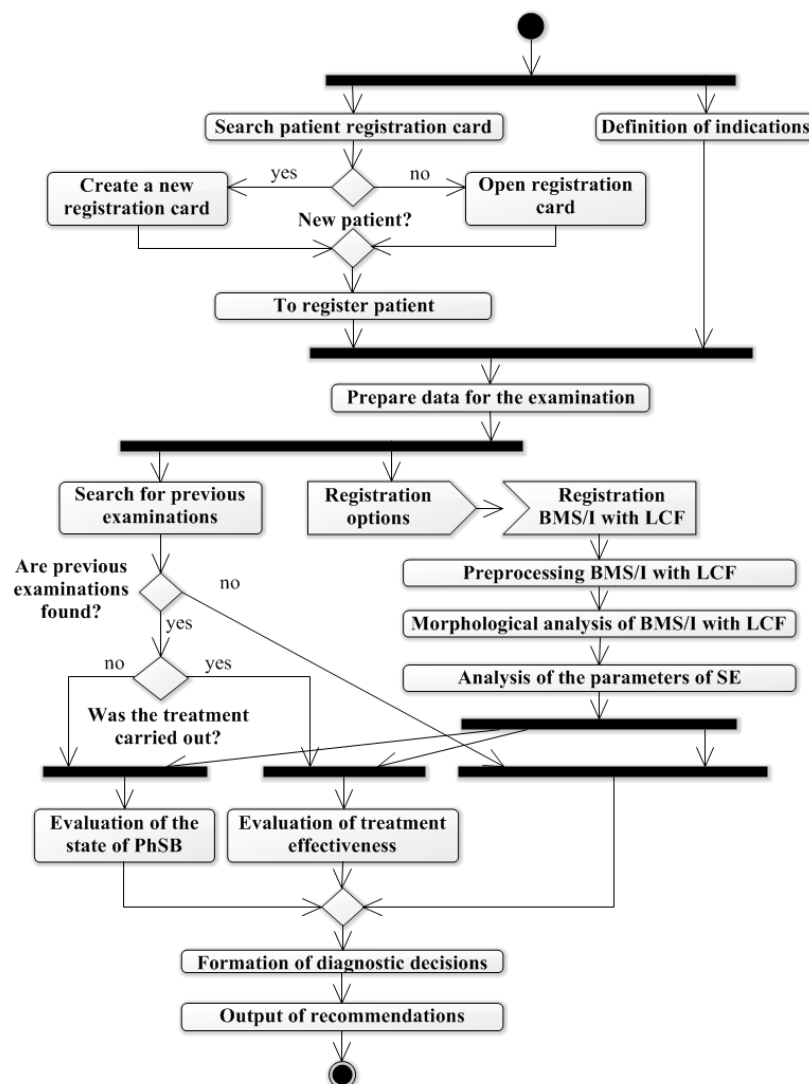 Search patient registration card
Definition of indications
yes
no
Create a new
registration card
Open registration
card
New patient?
To register patient
Prepare data for the examination
Search for previous
examinations
Registration
options
Registration
BMS/I with LCF
Are previous
examinations
found?
no
yes
Preprocessing BMS/I with LCF
Morphological analysis of BMS/I with LCF
Analysis of the parameters of SE
no
yes
Was the treatment
carried out?
Evaluation of the
state of PhSB
Evaluation of treatment
effectiveness
Formation of diagnostic decisions
Output of recommendations